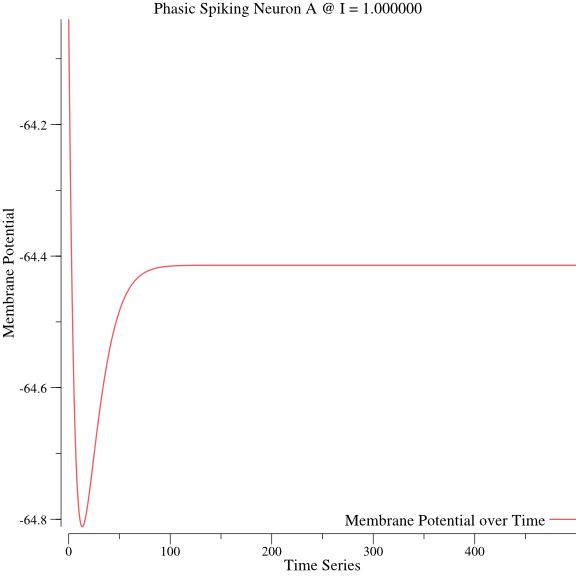 Phasic Spiking Neuron A @ I = 1.000000
Membrane Potential
-64.2
-64.4
-64.6
-64.8
Membrane Potential over Time
0
100
200
300
400
Time Series